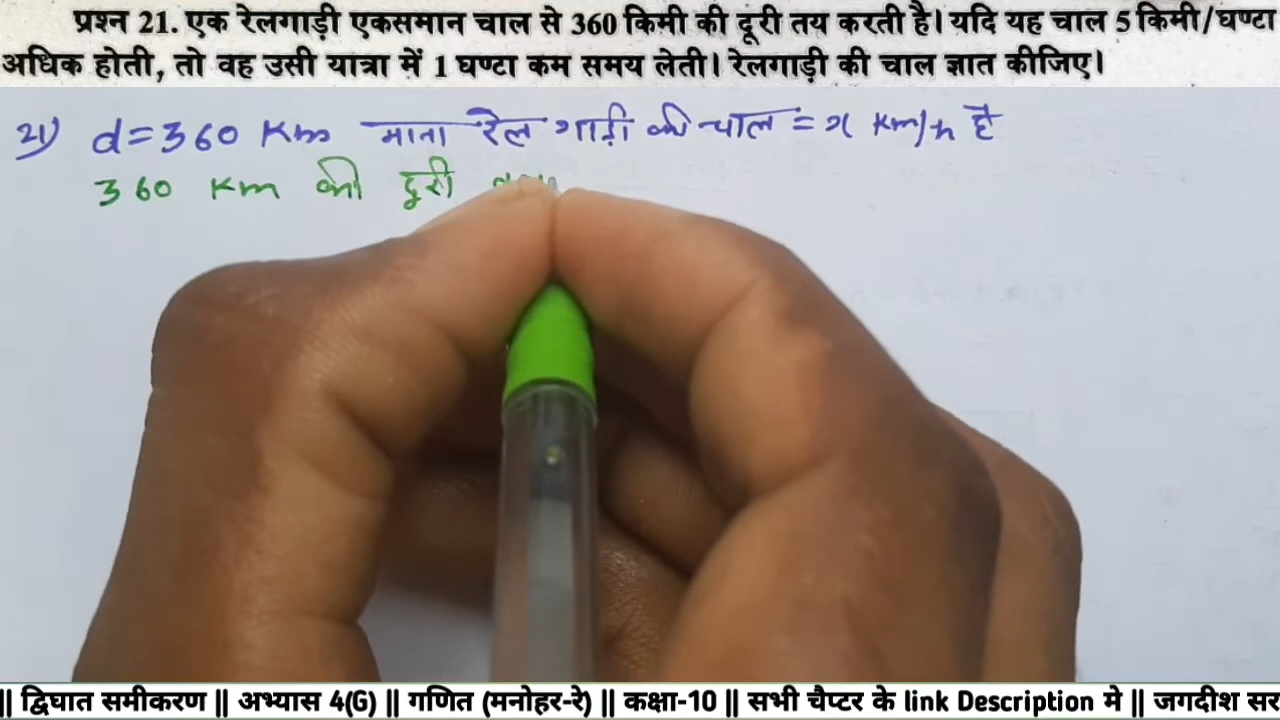 प्रश्न 21. एक रेलगाड़ी एकसमान चाल से 360 किमी की दूरी तय करती है। यदि यह चाल 5 किमी/घण्टा
अधिक होती, तो वह उसी यात्रा में 1 घण्टा कम समय लेती। रेलगाड़ी की चाल ज्ञात कीजिए।
21) d=360 Km माना रेल गाड़ी की चाल = x Km/h है
360 Km की दूरी
|| द्विघात समीकरण || अभ्यास 4(G) || गणित (मनोहर-रे) || कक्षा-10 || सभी चैप्टर के link Description मे || जगदीश सर